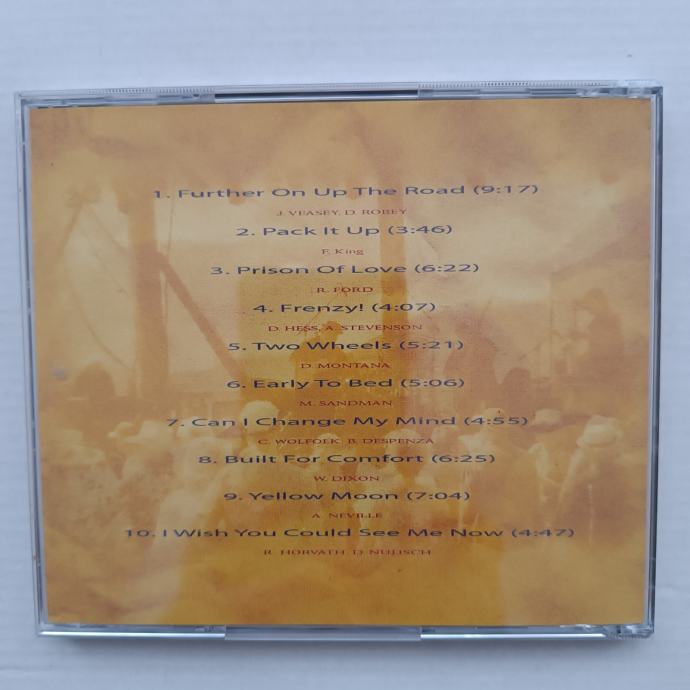 1. Further On Up The Road (9:17)
J. VEASEY, D. ROBEY
2. Pack It Up (3:46)
F. King
3. Prison Of Love (6:22)
R. FORD
4. Frenzy! (4:07)
D. HESS, A. STEVENSON
5. Two Wheels (5:21)
D. MONTANA
6. Early To Bed (5:06)
M. SANDMAN
7. Can I Change My Mind (4:55)
C. WOLFOLK B. DESPENZA
8. Built For Comfort (6:25)
W. DIXON
9. Yellow Moon (7:04)
A. NEVILLE
10. I Wish You Could See Me Now (4:47)
R. HORVATH D. NULISCH